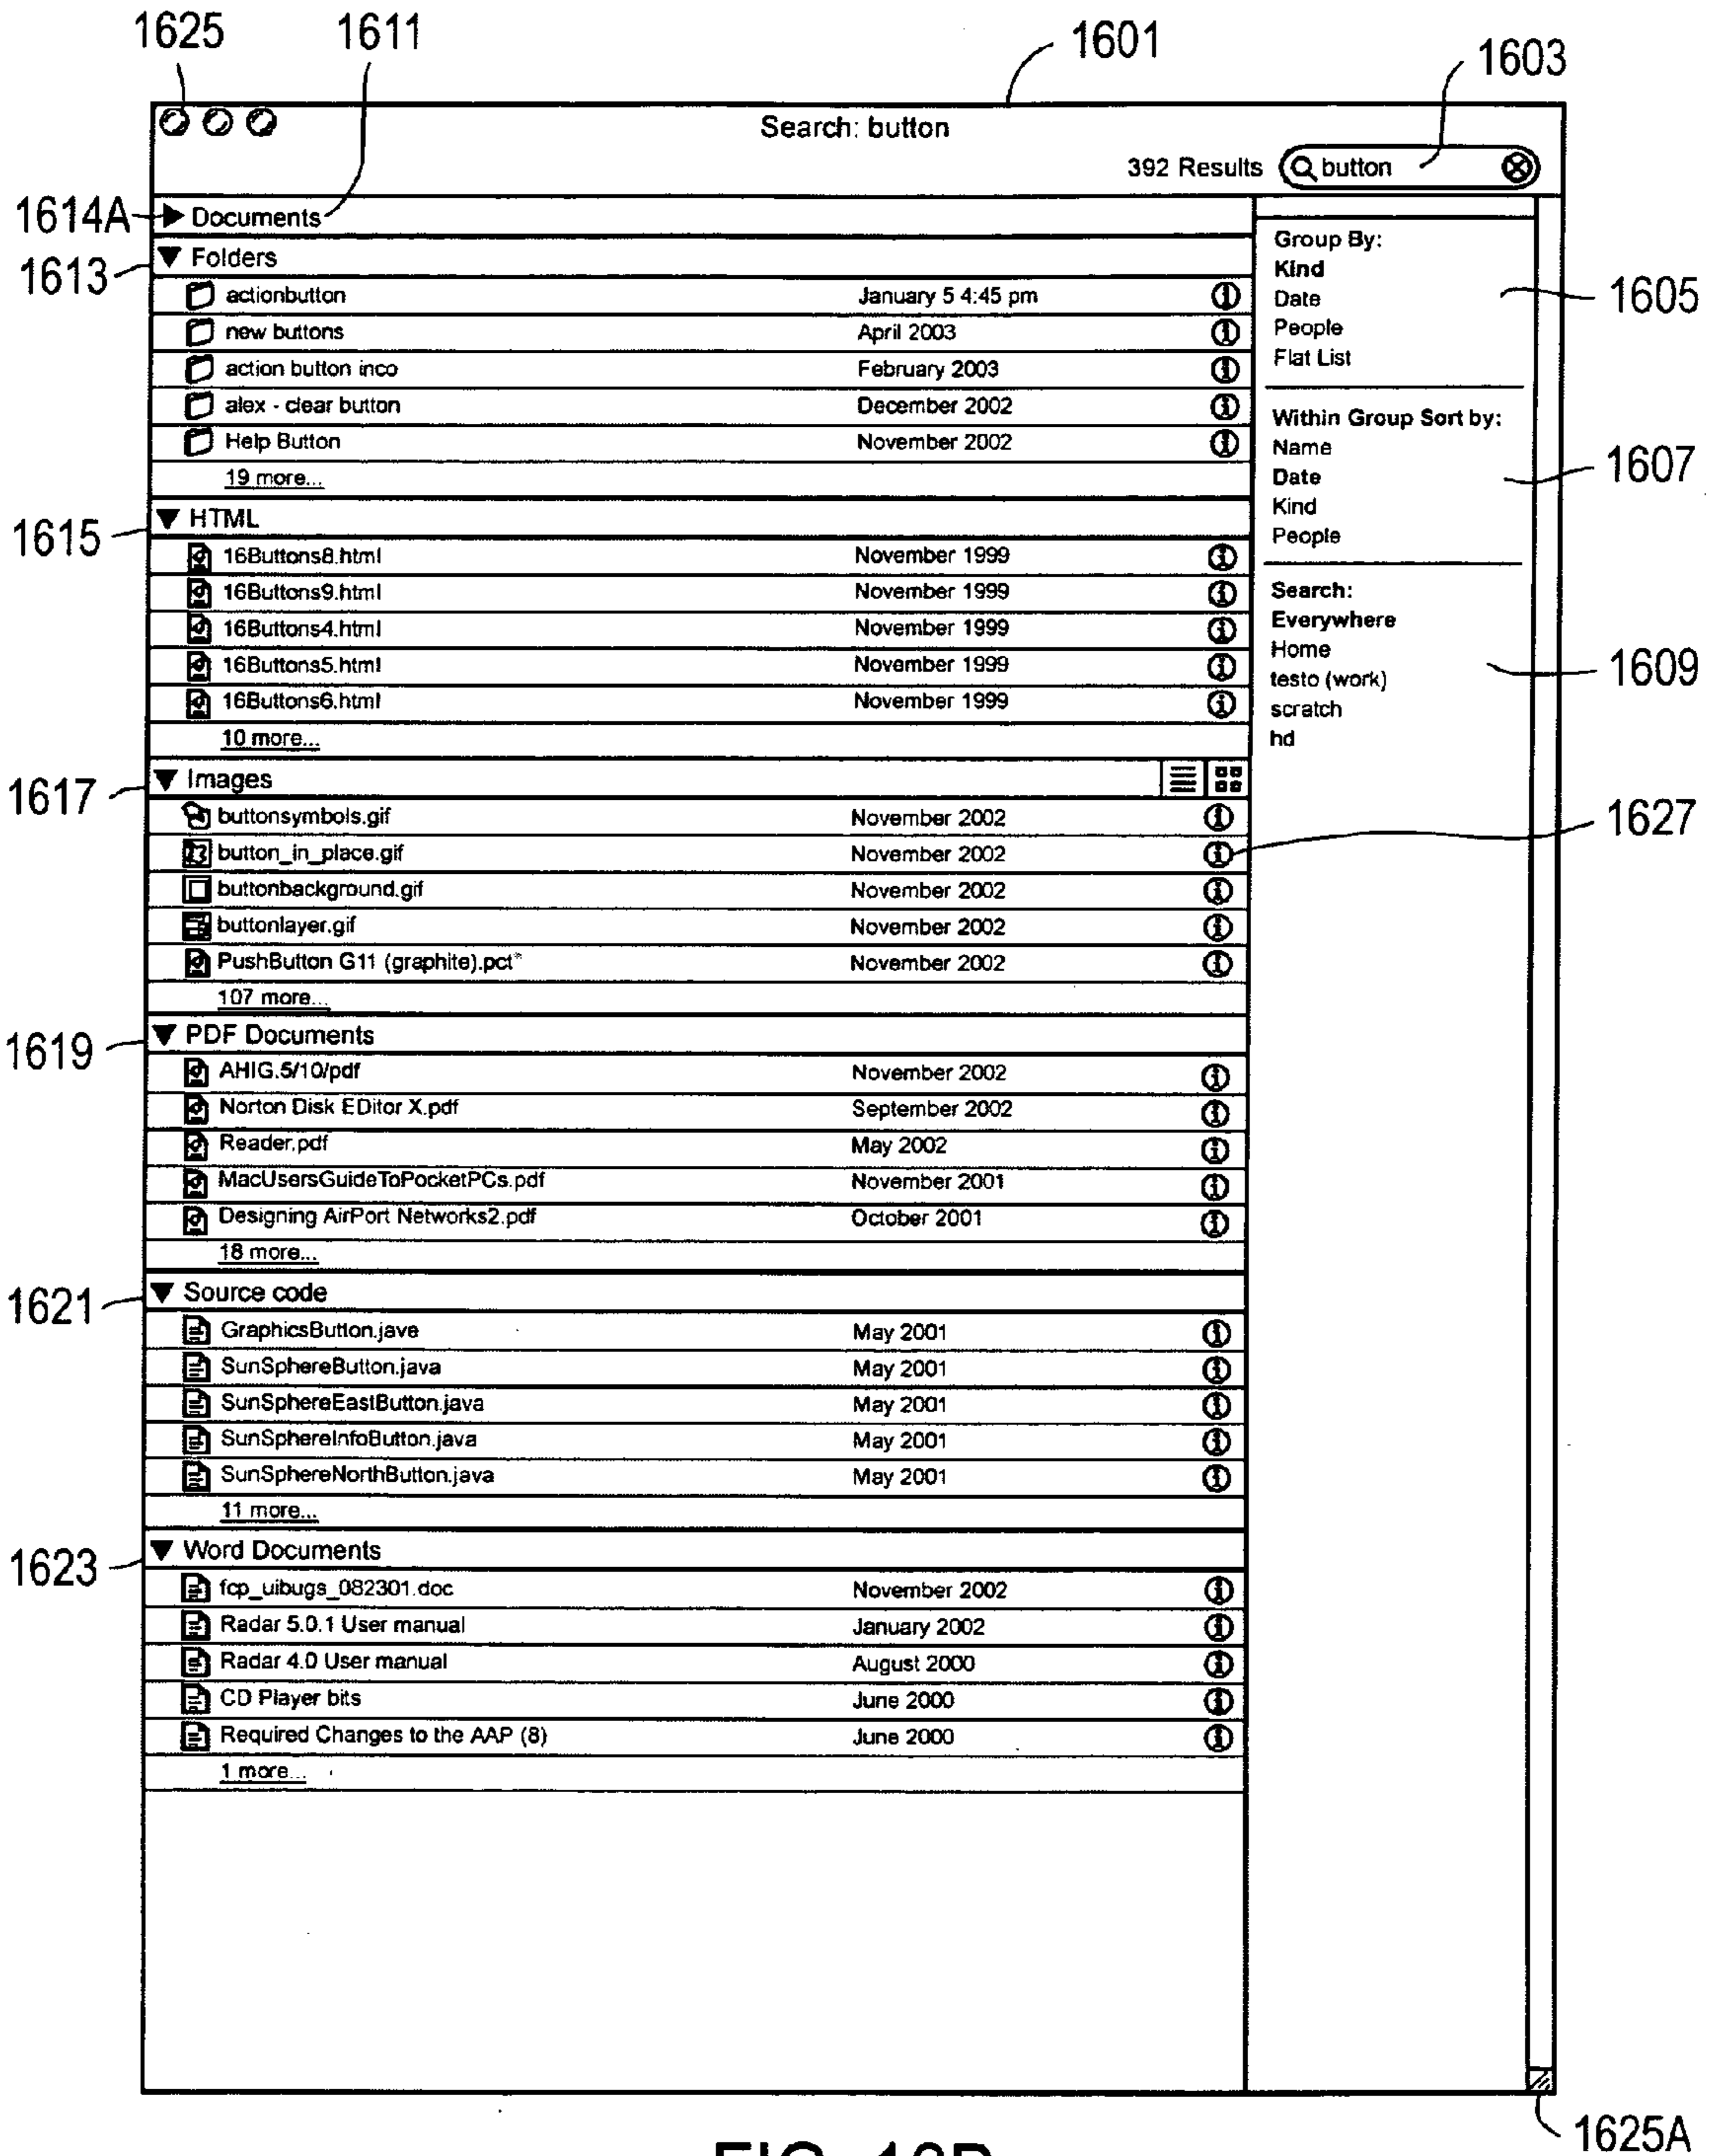 1625 1611 1601 1603
Search: button
392 Results button
1614A Documents
1613 Folders
actionbutton January 5 4:45 pm
new buttons April 2003
action button inco February 2003
alex - clear button December 2002
Help Button November 2002
19 more...
1615 HTML
16Buttons8.html November 1999
16Buttons9.html November 1999
16Buttons4.html November 1999
16Buttons5.html November 1999
16Buttons6.html November 1999
10 more...
1617 Images
buttonsymbols.gif November 2002
button_in_place.gif November 2002
buttonbackground.gif November 2002
buttonlayer.gif November 2002
PushButton G11 (graphite).pct* November 2002
107 more...
1619 PDF Documents
AHIG.5/10/pdf November 2002
Norton Disk EDitor X.pdf September 2002
Reader.pdf May 2002
MacUsersGuideToPocketPCs.pdf November 2001
Designing AirPort Networks2.pdf October 2001
18 more...
1621 Source code
GraphicsButton.jave May 2001
SunSphereButton.java May 2001
SunSphereEastButton.java May 2001
SunSphereInfoButton.java May 2001
SunSphereNorthButton.java May 2001
11 more...
1623 Word Documents
fcp_uibugs_082301.doc November 2002
Radar 5.0.1 User manual January 2002
Radar 4.0 User manual August 2000
CD Player bits June 2000
Required Changes to the AAP (8) June 2000
1 more...
Group By:
Kind
Date 1605
People
Flat List
Within Group Sort by:
Name
Date 1607
Kind
People
Search:
Everywhere
Home 1609
testo (work)
scratch
hd
1627
1625A